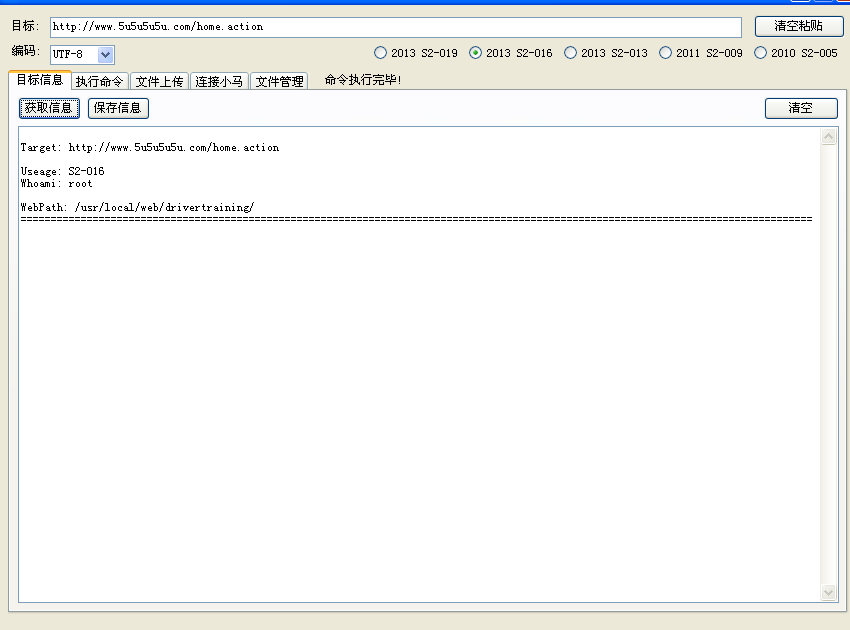 目标: http://www.5u5u5u5u.com/home.action 清空粘贴
编码: UTF-8 2013 S2-019 2013 S2-016 2013 S2-013 2011 S2-009 2010 S2-005
目标信息 执行命令 文件上传 连接小马 文件管理 命令执行完毕!
获取信息 保存信息 清空
Target: http://www.5u5u5u5u.com/home.action
Useage: S2-016
Whoami: root
WebPath: /usr/local/web/drivertraining/
====================================================================================================================================